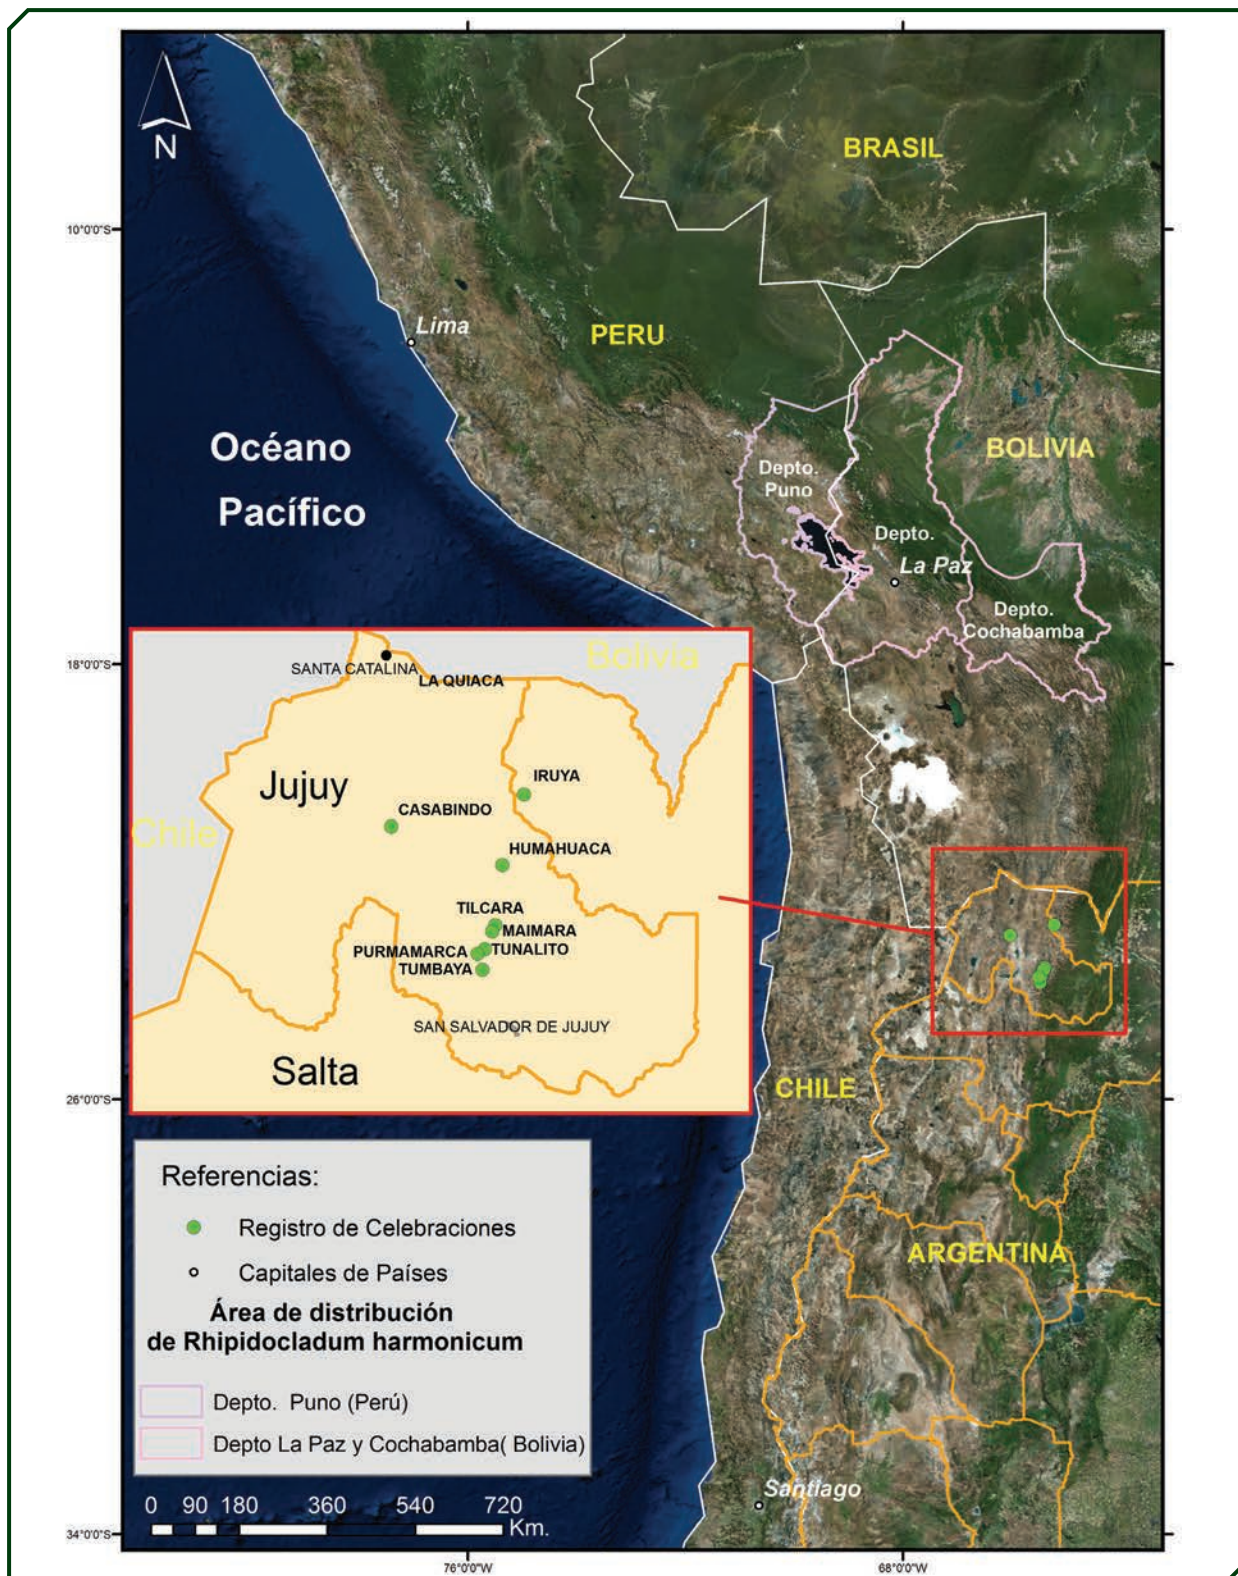 N
BRASIL
10°0'0"S
Lima
PERU
Océano
Pacífico
BOLIVIA
Depto.
Puno
Depto.
La Paz
Depto.
Cochabamba
18°0'0"S
Bolivia
SANTA CATALINA
LA QUIACA
Jujuy
IRUYA
CASABINDO
Chile
HUMAHUACA
TILCARA
MAIMARA
PURMAMARCA
TUNALITO
TUMBAYA
SAN SALVADOR DE JUJUY
Salta
CHILE
26°0'0"S
Referencias:
Registro de Celebraciones
Capitales de Países
Área de distribución
de Rhipidocladum harmonicum
Depto. Puno (Perú)
Depto La Paz y Cochabamba( Bolivia)
ARGENTINA
Santiago
0 90 180 360 540 720
Km.
34°0'0"S
76°0'0"W 68°0'0"W